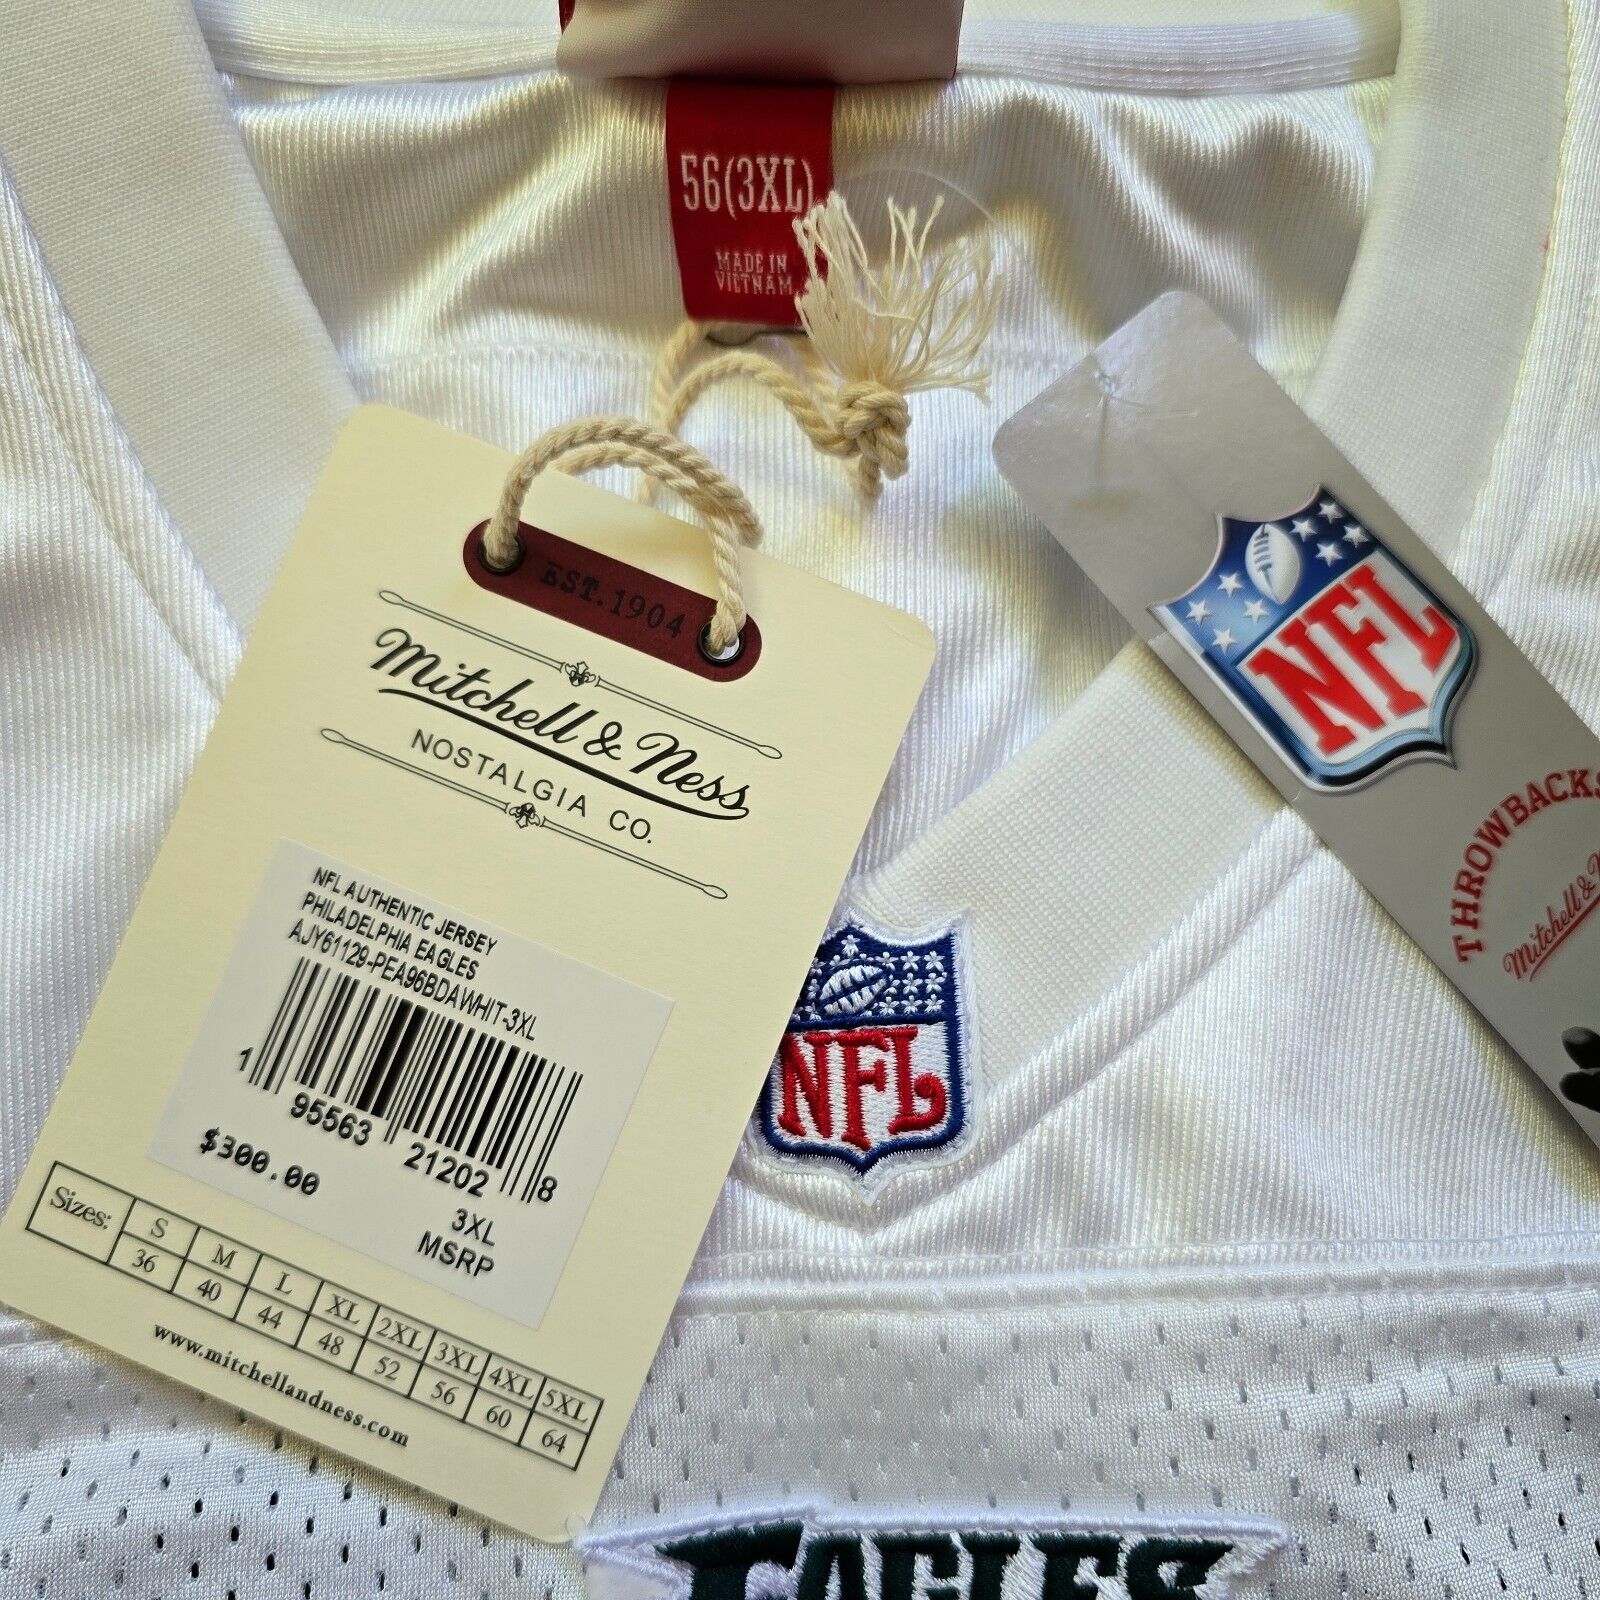 56(3XL)
MADE IN
VIETNAM
EST. 1904
Mitchell & Ness
NOSTALGIA CO.
NFL AUTHENTIC JERSEY
PHILADELPHIA EAGLES
AJY61129-PEA96BDAWHIT-3XL
1 95563 21202 8
$300.00
3XL
MSRP
Sizes: S M L XL 2XL 3XL 4XL 5XL
36 40 44 48 52 56 60 64
www.mitchellandness.com
NFL
THROWBACKS
Mitchell &
NFL
EAGLES